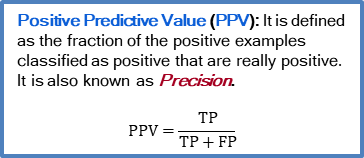 Positive Predictive Value (PPV): It is defined
as the fraction of the positive examples
classified as positive that are really positive.
It is also known as Precision.
PPV = TP / (TP + FP)